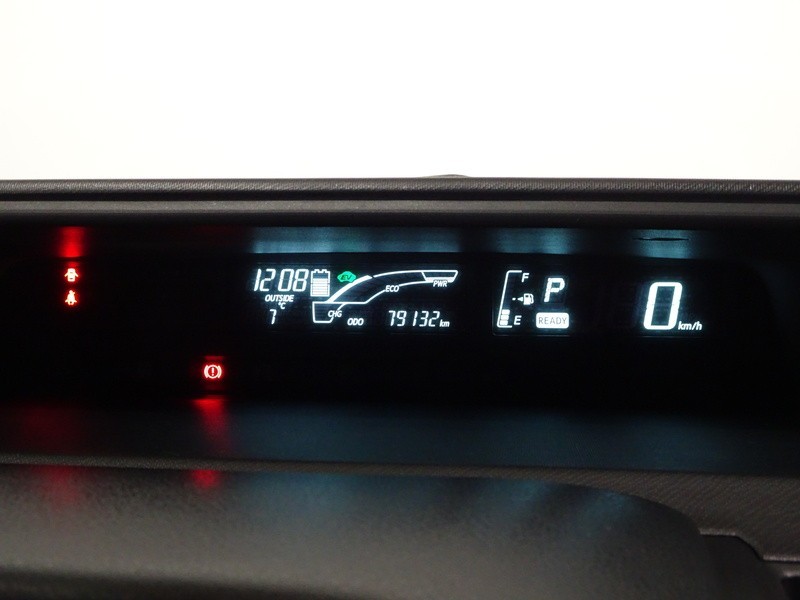 12:08
OUTSIDE
°C
7
EV
ECO
PWR
CHG
ODO 79132 km
F
E
P
READY
0 km/h